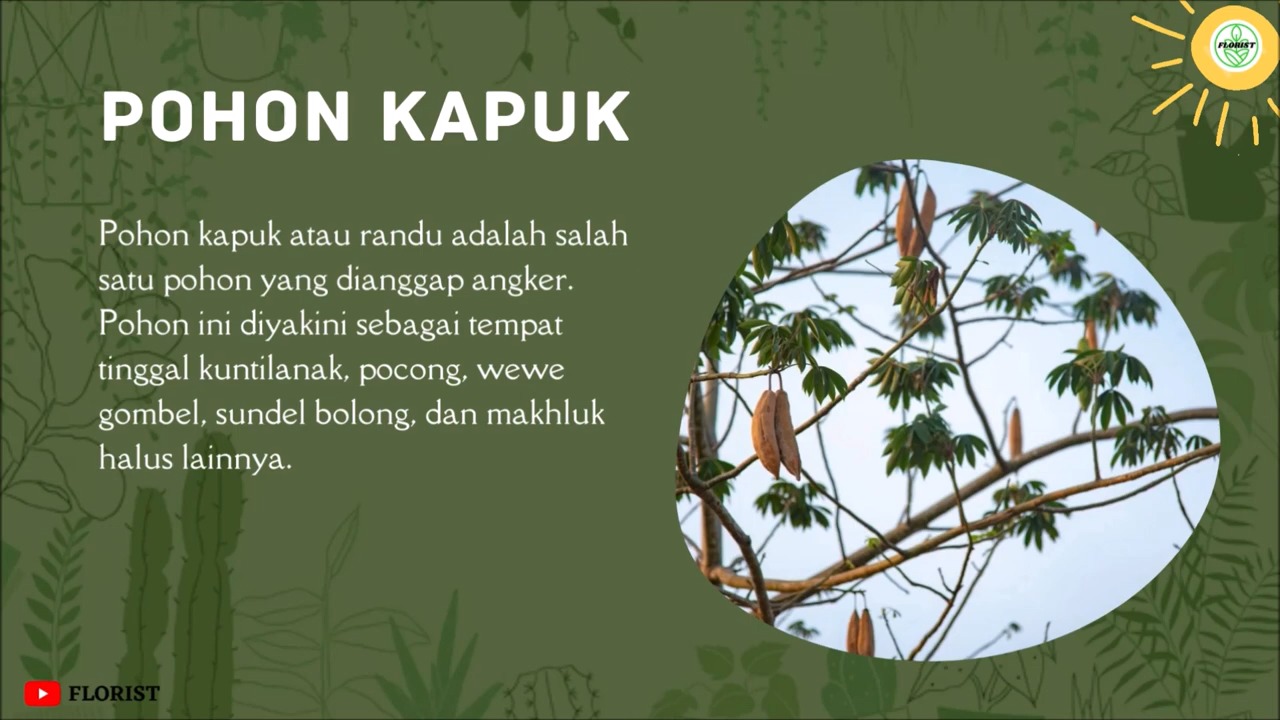 FLORIST
POHON KAPUK
Pohon kapuk atau randu adalah salah
satu pohon yang dianggap angker.
Pohon ini diyakini sebagai tempat
tinggal kuntilanak, pocong, wewe
gombel, sundel bolong, dan makhluk
halus lainnya.
FLORIST